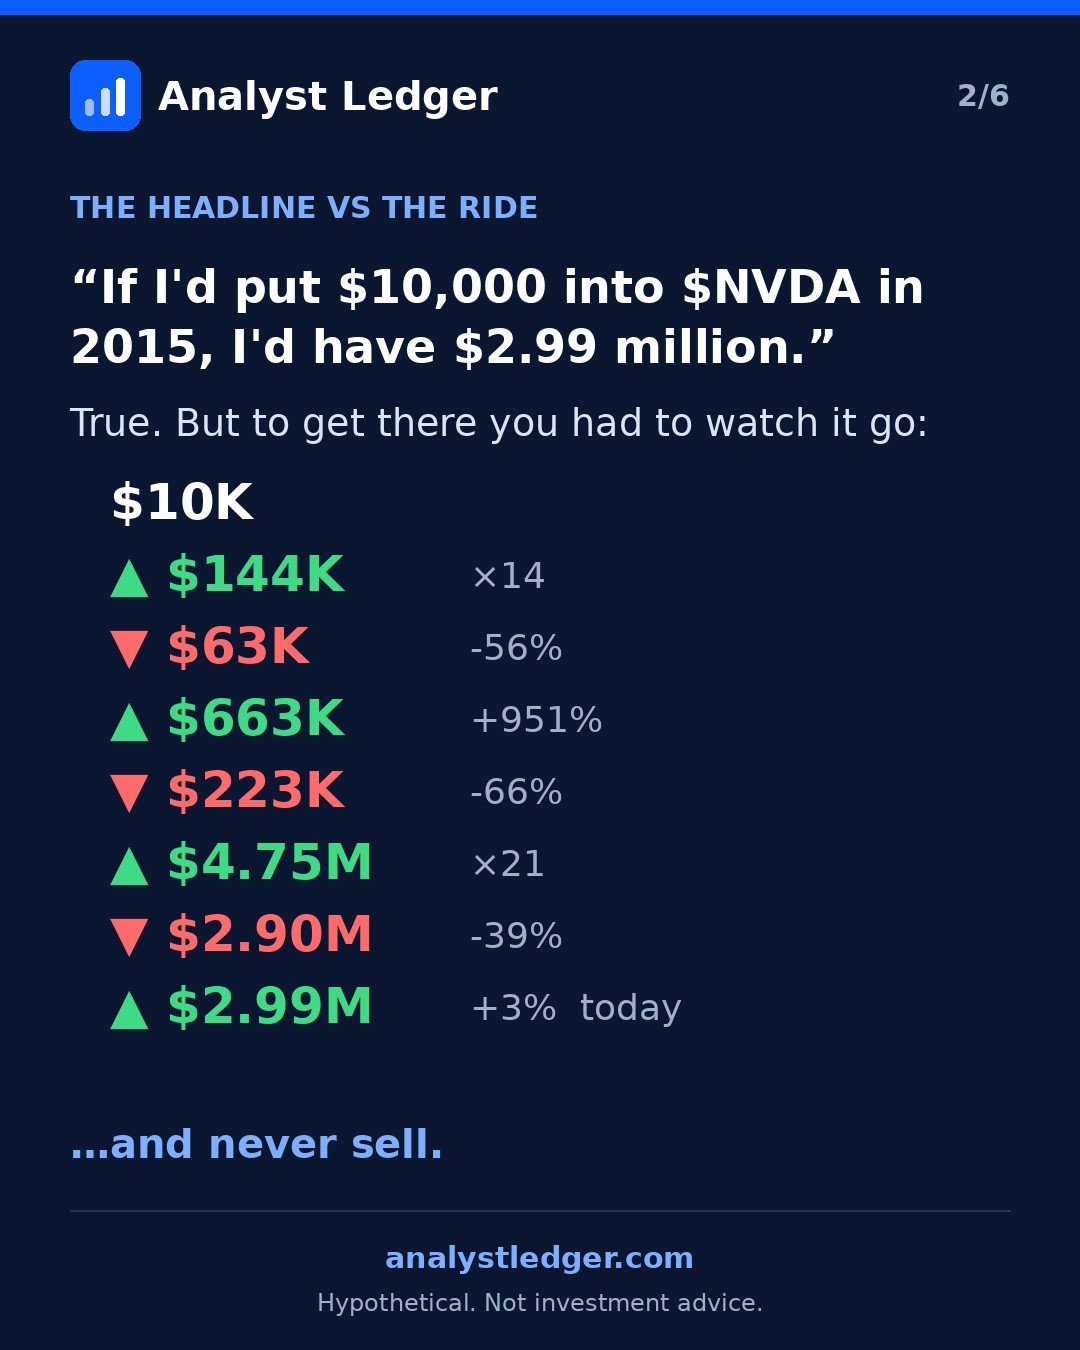 Analyst Ledger
2/6
THE HEADLINE VS THE RIDE
“If I'd put $10,000 into $NVDA in
2015, I'd have $2.99 million.”
True. But to get there you had to watch it go:
$10K
▲ $144K ×14
▼ $63K -56%
▲ $663K +951%
▼ $223K -66%
▲ $4.75M ×21
▼ $2.90M -39%
▲ $2.99M +3% today
…and never sell.
analystledger.com
Hypothetical. Not investment advice.